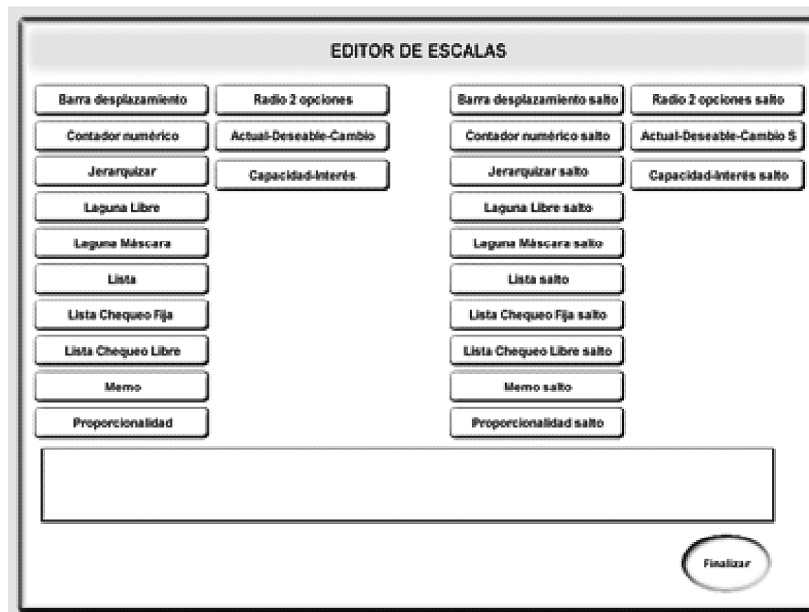 EDITOR DE ESCALAS
Barra desplazamiento
Radio 2 opciones
Contador numérico
Actual-Deseable-Cambio
Jerarquizar
Capacidad-Interés
Laguna Libre
Laguna Máscara
Lista
Lista Chequeo Fija
Lista Chequeo Libre
Memo
Proporcionalidad
Barra desplazamiento salto
Radio 2 opciones salto
Contador numérico salto
Actual-Deseable-Cambio S
Jerarquizar salto
Capacidad-Interés salto
Laguna Libre salto
Laguna Máscara salto
Lista salto
Lista Chequeo Fija salto
Lista Chequeo Libre salto
Memo salto
Proporcionalidad salto
Finalizar